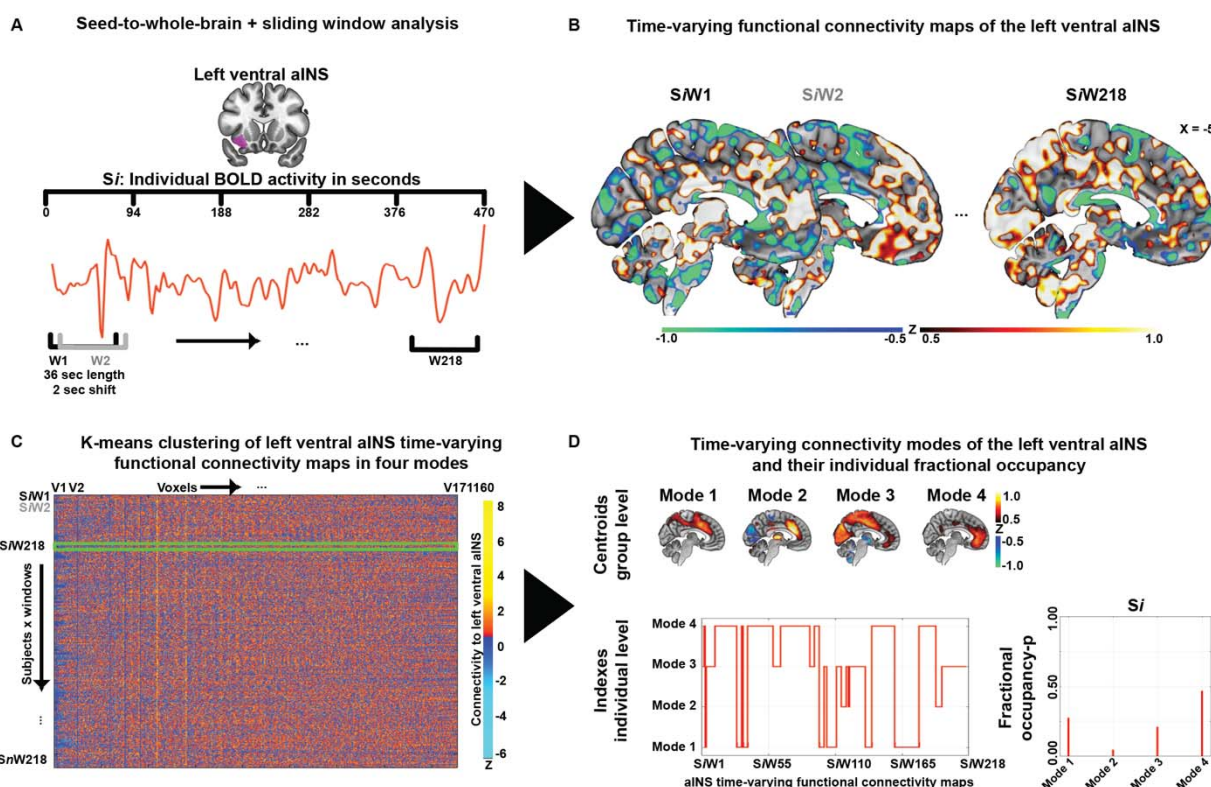 A
Seed-to-whole-brain + sliding window analysis
Left ventral aINS
Si: Individual BOLD activity in seconds
0 94 188 282 376 470
W1 W2 ... W218
36 sec length
2 sec shift
B
Time-varying functional connectivity maps of the left ventral aINS
SiW1 SiW2 SiW218
X = -5
...
-1.0 -0.5 Z 0.5 1.0
C
K-means clustering of left ventral aINS time-varying
functional connectivity maps in four modes
V1 V2 Voxels ... V171160
SiW1
SiW2
SiW218
Subjects x windows
...
SnW218
8
6
4
2
0
-2
-4
-6
Z
Connectivity to left ventral aINS
D
Time-varying connectivity modes of the left ventral aINS
and their individual fractional occupancy
Centroids
group level
Mode 1 Mode 2 Mode 3 Mode 4
1.0
0.5
Z
-0.5
-1.0
Indexes
individual level
Mode 4
Mode 3
Mode 2
Mode 1
SiW1 SiW55 SiW110 SiW165 SiW218
aINS time-varying functional connectivity maps
Si
Fractional
occupancy-p
1.00
0.50
0.00
Mode 1 Mode 2 Mode 3 Mode 4